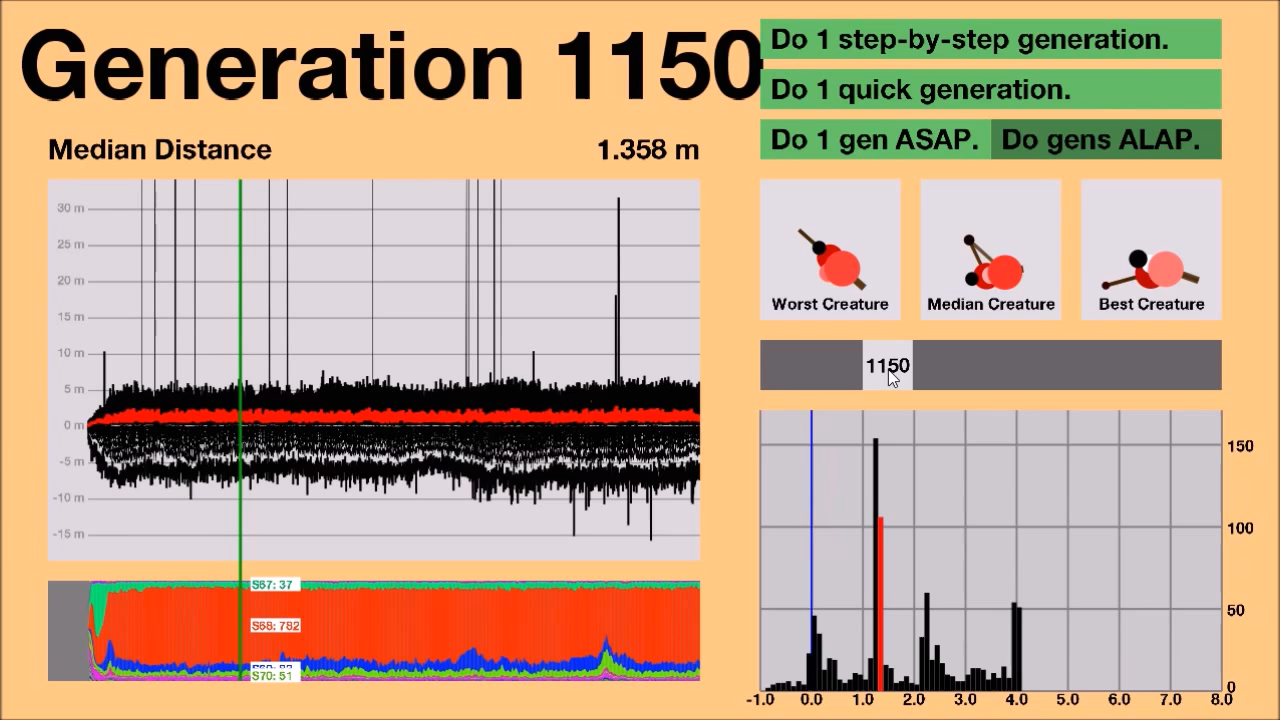 Generation 1150
Do 1 step-by-step generation.
Do 1 quick generation.
Do 1 gen ASAP.
Do gens ALAP.
Median Distance
1.358 m
30 m
25 m
20 m
15 m
10 m
5 m
0 m
-5 m
-10 m
-15 m
Worst Creature
Median Creature
Best Creature
1150
S67: 37
S68: 782
S70: 51
150
100
50
0
-1.0 0.0 1.0 2.0 3.0 4.0 5.0 6.0 7.0 8.0